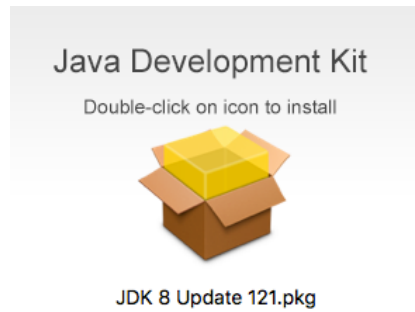 Java Development Kit
Double-click on icon to install
JDK 8 Update 121.pkg